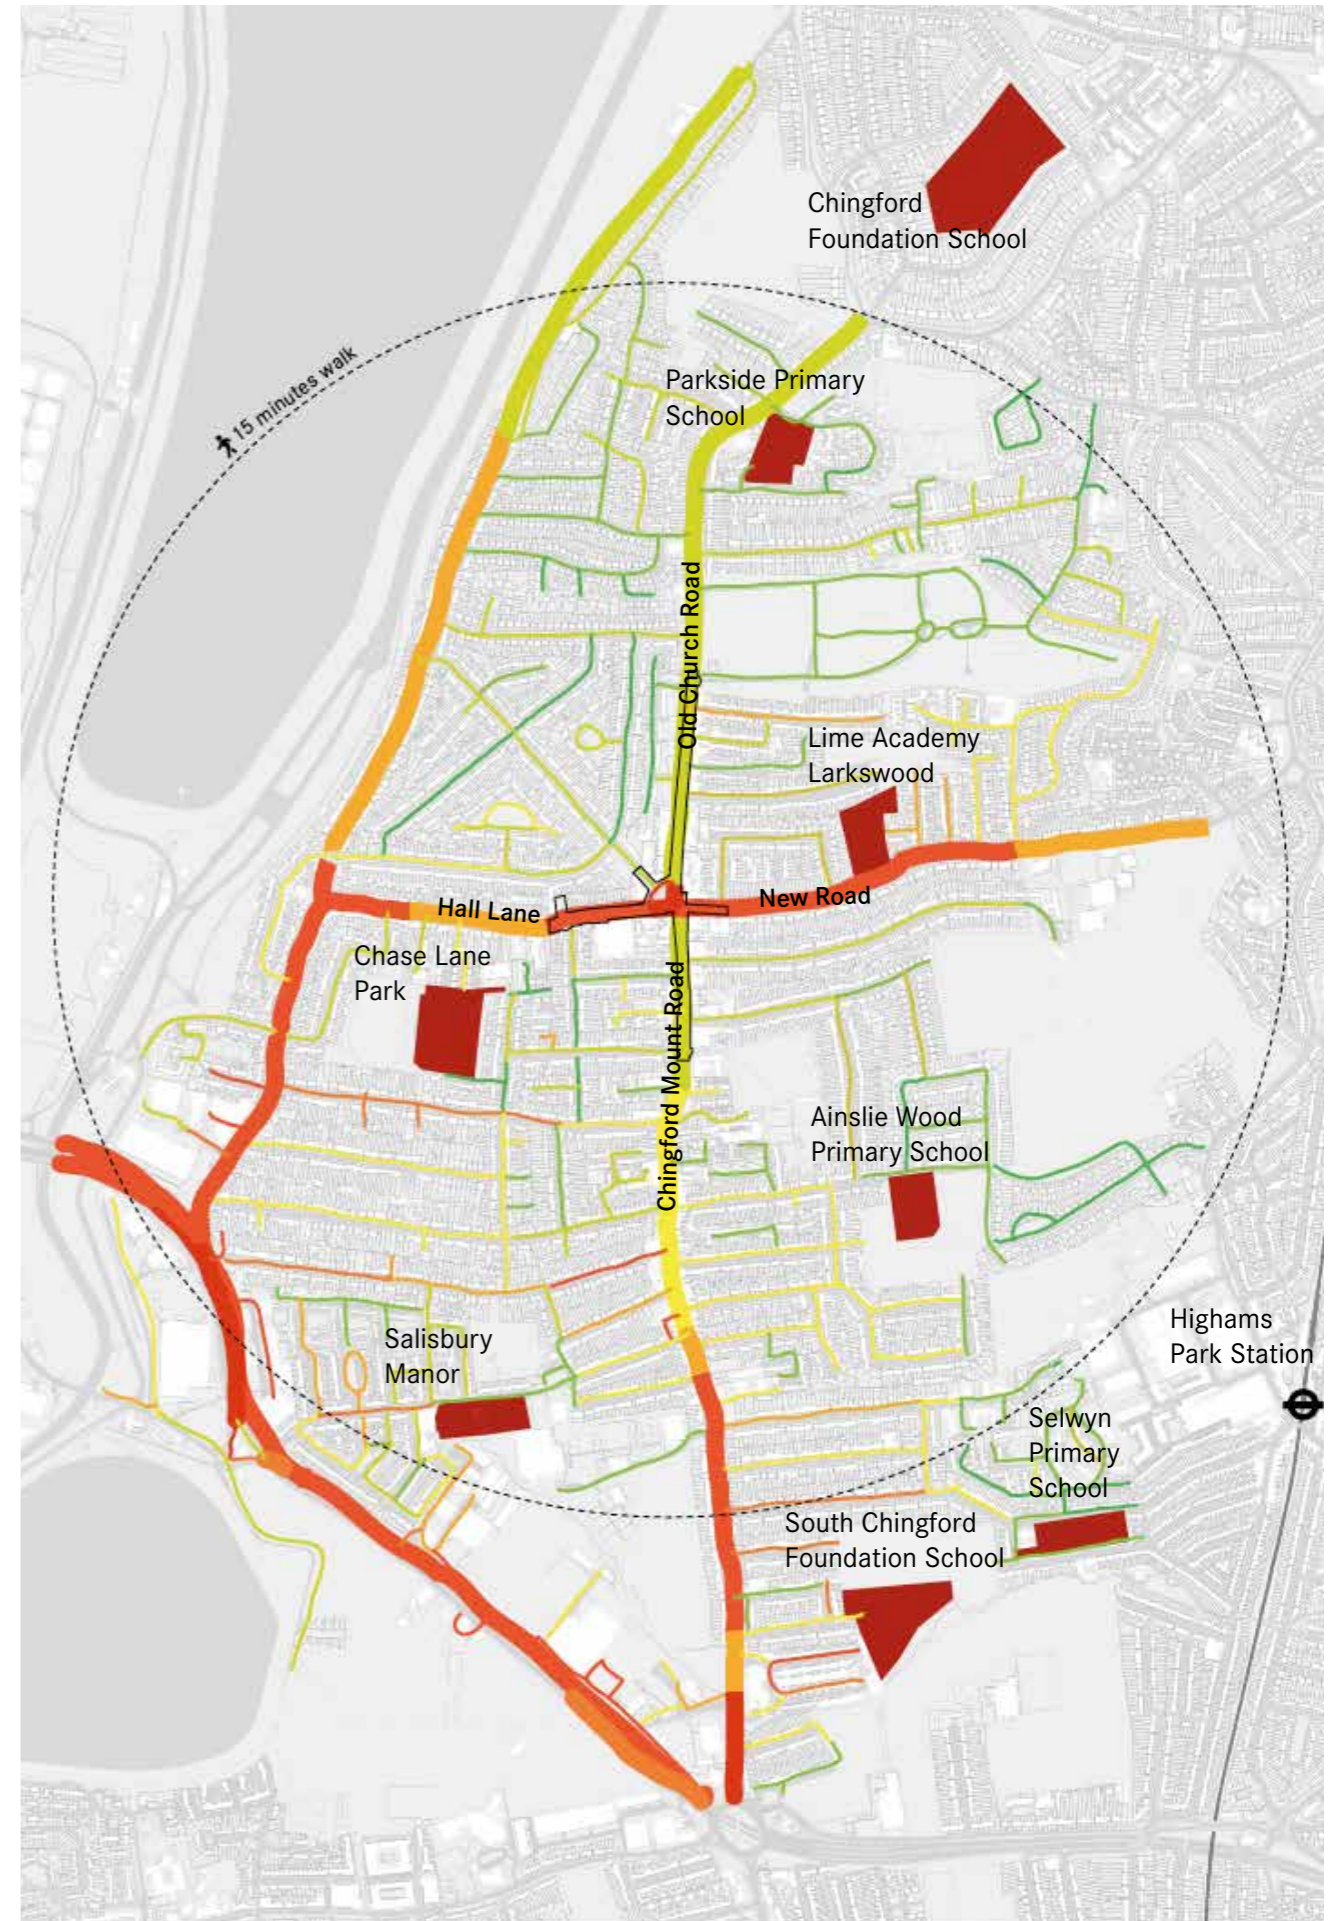 Chingford
Foundation School
15 minutes walk
Parkside Primary
School
Old Church Road
Lime Academy
Larkswood
New Road
Hall Lane
Chase Lane
Park
Chingford Mount Road
Ainslie Wood
Primary School
Highams
Park Station
Salisbury
Manor
Selwyn
Primary
School
South Chingford
Foundation School